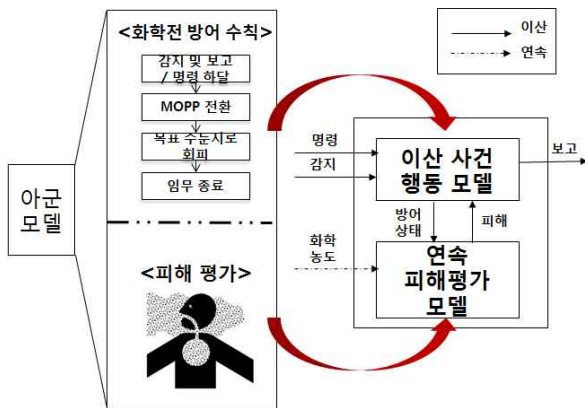 <화학전 방어 수칙>
감지 및 보고
/ 명령 하달
MOPP 전환
목표 수준지로
회피
임무 종료
아군
모델
<피해 평가>
이산
연속
명령
감지
이산 사건
행동 모델
보고
방어
상태
피해
화학
농도
연속
피해평가
모델